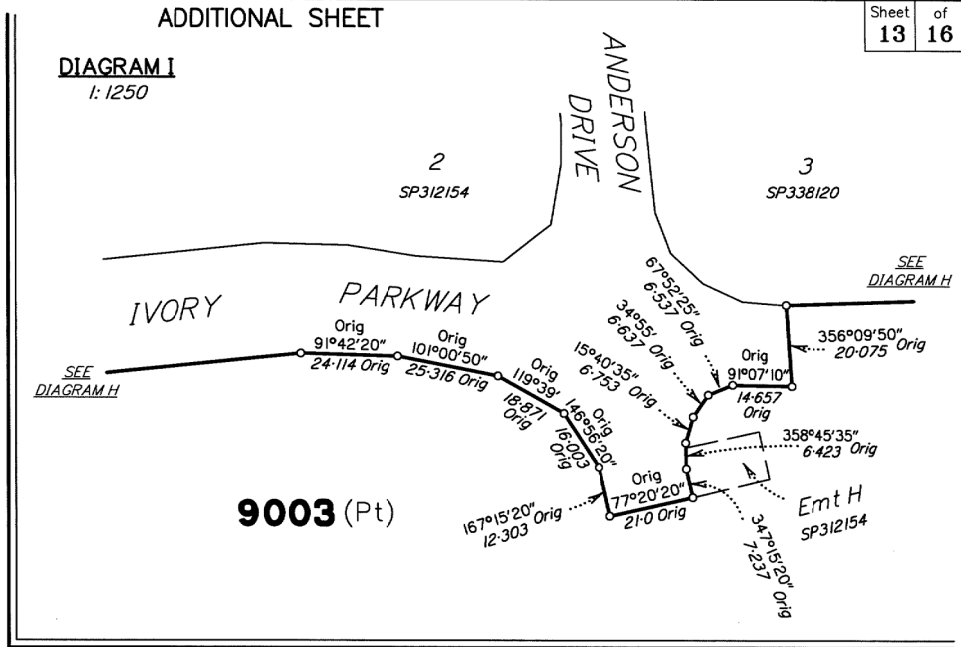 ADDITIONAL SHEET
Sheet of
13 16
DIAGRAM I
1:1250
ANDERSON
DRIVE
2
SP312154
3
SP338120
SEE
DIAGRAM H
IVORY PARKWAY
67°52'25"
6·537 Orig
34°55'
6·637 Orig
15°40'35"
6·753 Orig
356°09'50"
20·075 Orig
Orig
91°42'20"
24·114 Orig
Orig
101°00'50"
25·316 Orig
Orig
119°39'
18·871
Orig
Orig
146°56'20"
16·003
Orig
Orig
91°07'10"
14·657
Orig
SEE
DIAGRAM H
358°45'35"
6·423 Orig
Orig
77°20'20"
21·0 Orig
Emt H
SP312154
9003 (Pt)
167°15'20"
12·303 Orig
347°15'20"
7·237 Orig